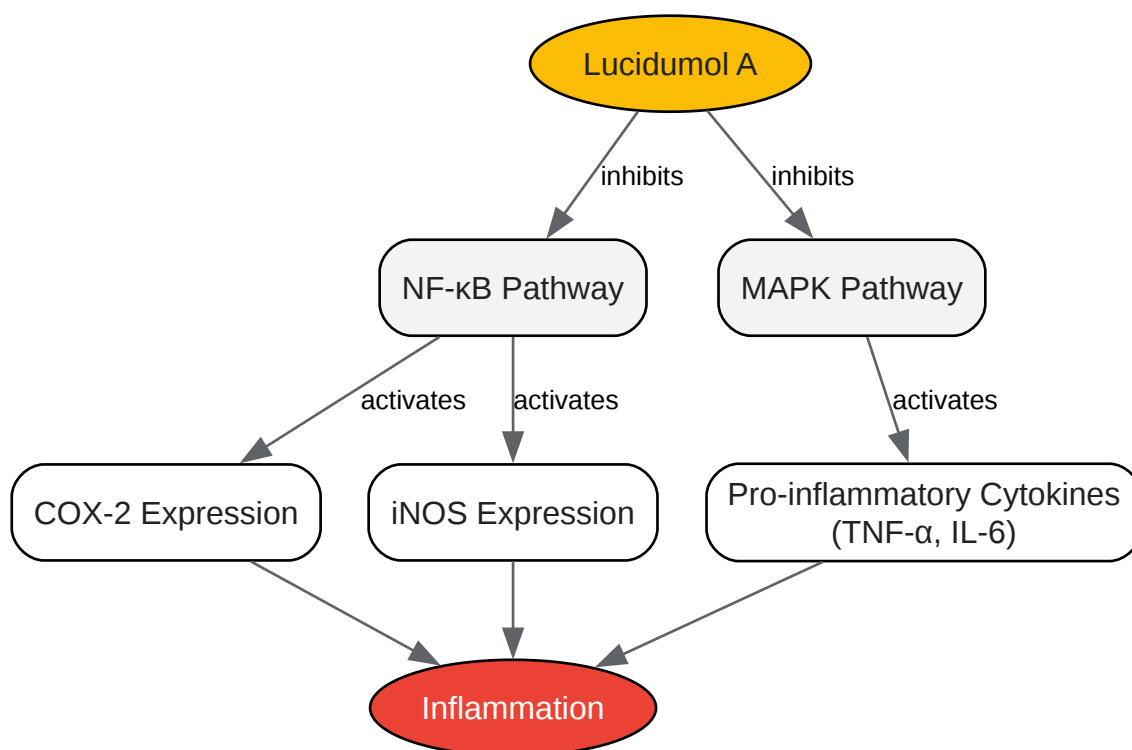 Lucidumol A
inhibits
inhibits
NF-κB Pathway
MAPK Pathway
activates
activates
activates
COX-2 Expression
iNOS Expression
Pro-inflammatory Cytokines
(TNF-α, IL-6)
Inflammation